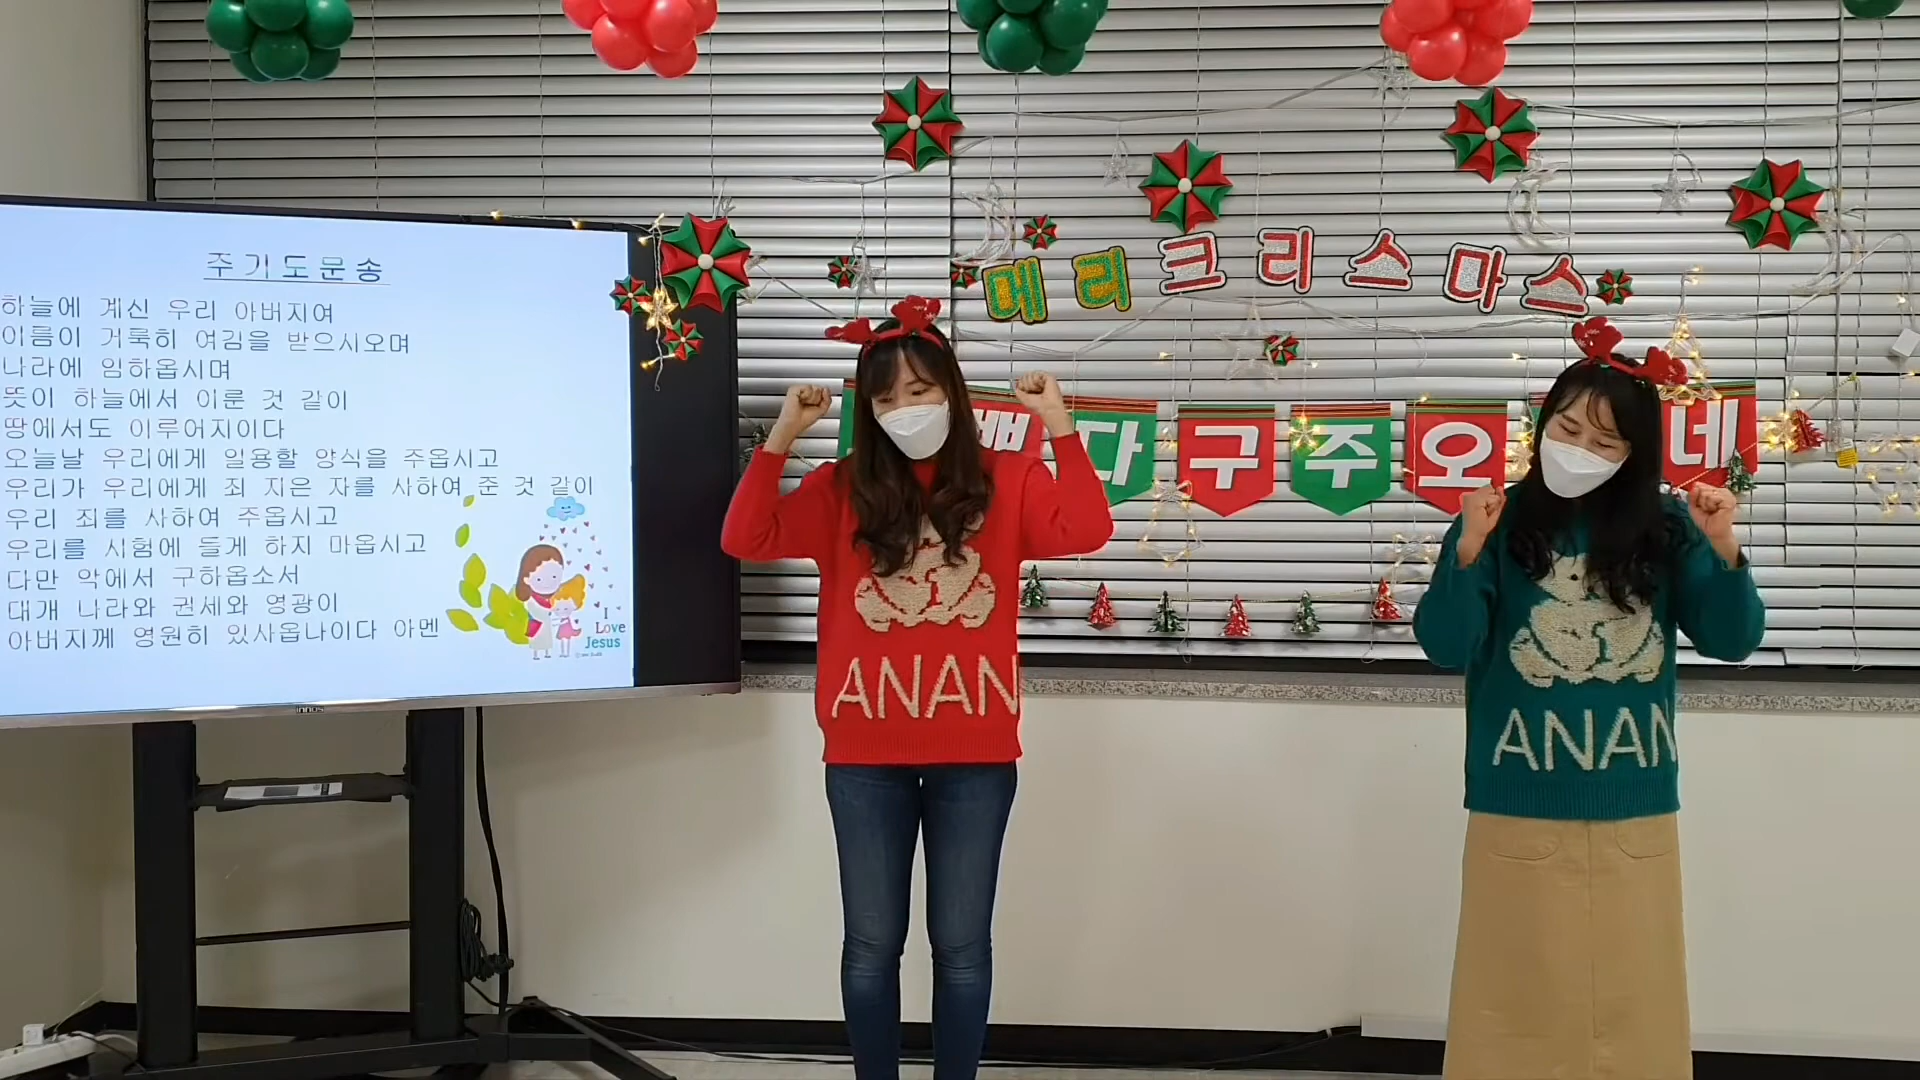 주기도문송
하늘에 계신 우리 아버지여
이름이 거룩히 여김을 받으시오며
나라에 임하옵시며
뜻이 하늘에서 이룬 것 같이
땅에서도 이루어지이다
오늘날 우리에게 일용할 양식을 주옵시고
우리가 우리에게 죄 지은 자를 사하여 준 것 같이
우리 죄를 사하여 주옵시고
우리를 시험에 들게 하지 마옵시고
다만 악에서 구하옵소서
대개 나라와 권세와 영광이
아버지께 영원히 있사옵나이다 아멘
I
Love
Jesus
innos
메리크리스마스
쁘다구주오네
ANAN
ANAN